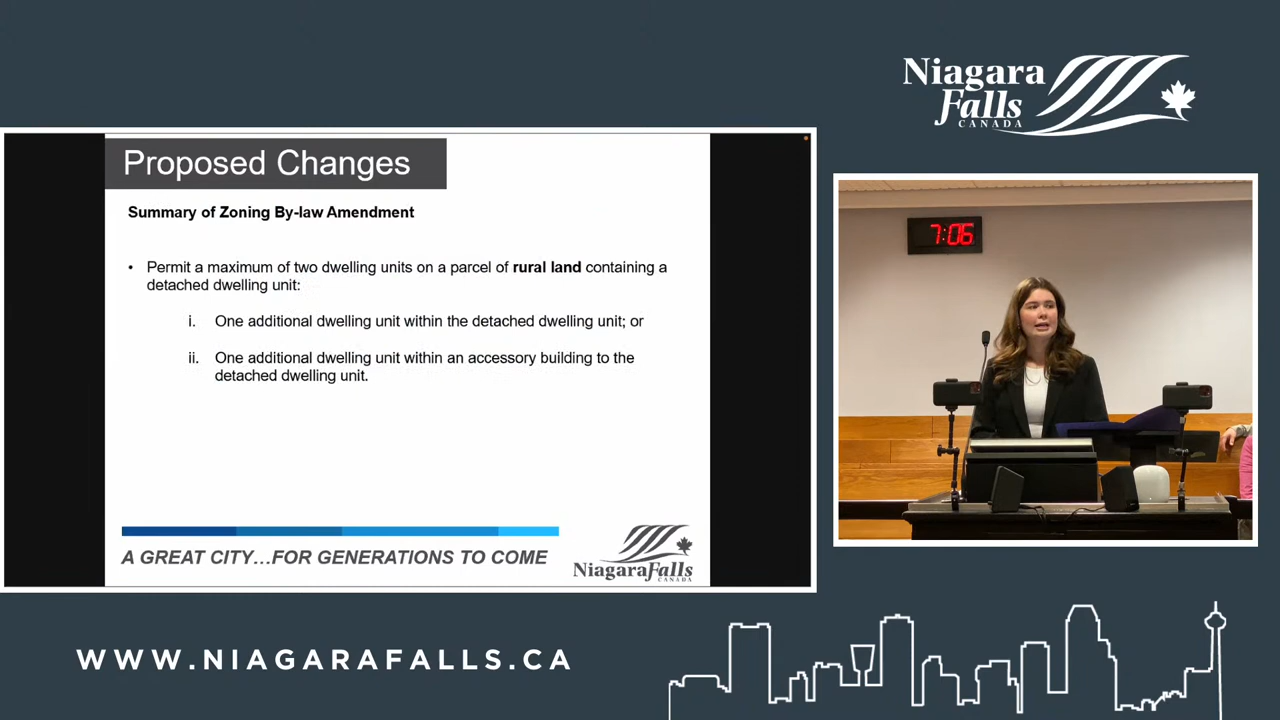 Niagara
Falls
CANADA
Proposed Changes
Summary of Zoning By-law Amendment
• Permit a maximum of two dwelling units on a parcel of rural land containing a
detached dwelling unit:
i. One additional dwelling unit within the detached dwelling unit; or
ii. One additional dwelling unit within an accessory building to the
detached dwelling unit.
A GREAT CITY...FOR GENERATIONS TO COME
NiagaraFalls
CANADA
7:06
WWW.NIAGARAFALLS.CA